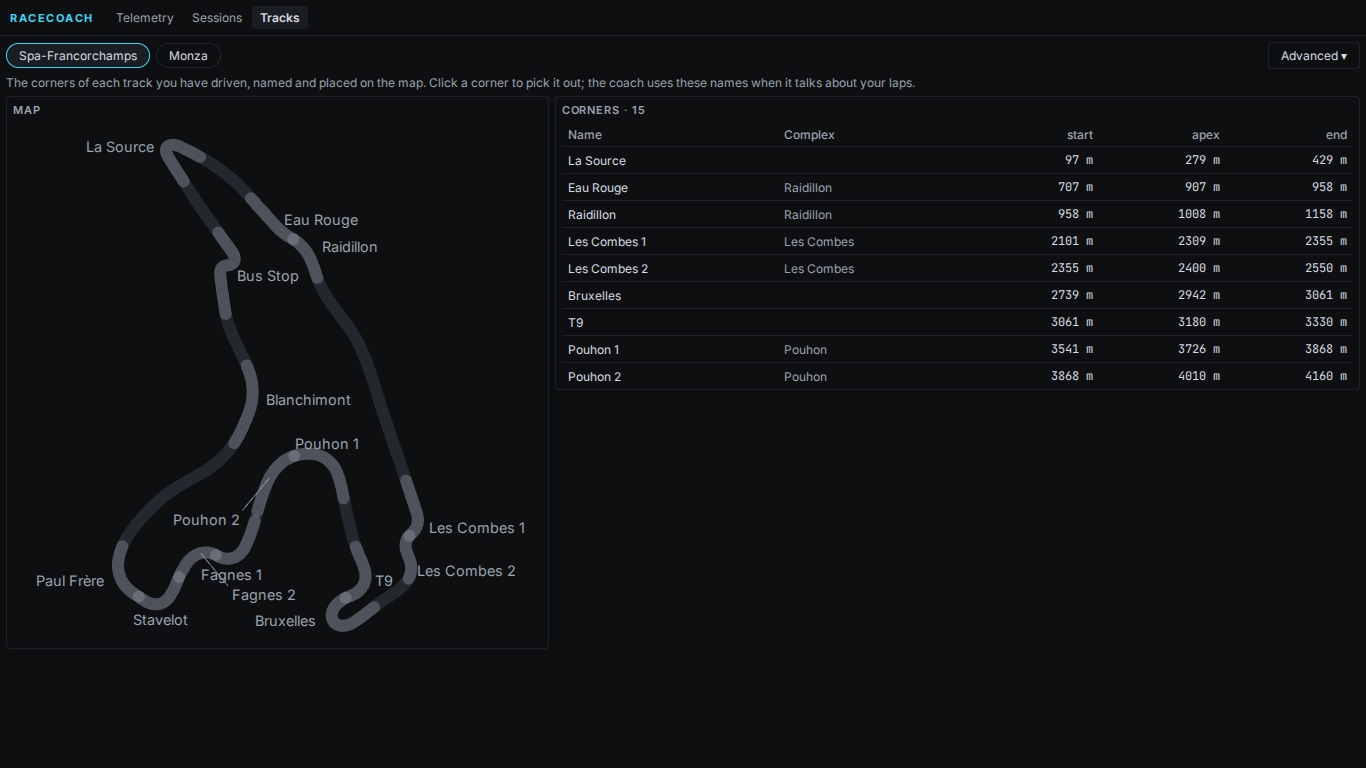 RACECOACH Telemetry Sessions Tracks
Spa-Francorchamps Monza Advanced ▾
The corners of each track you have driven, named and placed on the map. Click a corner to pick it out; the coach uses these names when it talks about your laps.
MAP
La Source
Eau Rouge
Raidillon
Bus Stop
Blanchimont
Pouhon 1
Pouhon 2
Les Combes 1
Les Combes 2
Fagnes 1
T9
Paul Frère
Fagnes 2
Stavelot
Bruxelles
CORNERS · 15
Name Complex start apex end
La Source 97 m 279 m 429 m
Eau Rouge Raidillon 707 m 907 m 958 m
Raidillon Raidillon 958 m 1008 m 1158 m
Les Combes 1 Les Combes 2101 m 2309 m 2355 m
Les Combes 2 Les Combes 2355 m 2400 m 2550 m
Bruxelles 2739 m 2942 m 3061 m
T9 3061 m 3180 m 3330 m
Pouhon 1 Pouhon 3541 m 3726 m 3868 m
Pouhon 2 Pouhon 3868 m 4010 m 4160 m